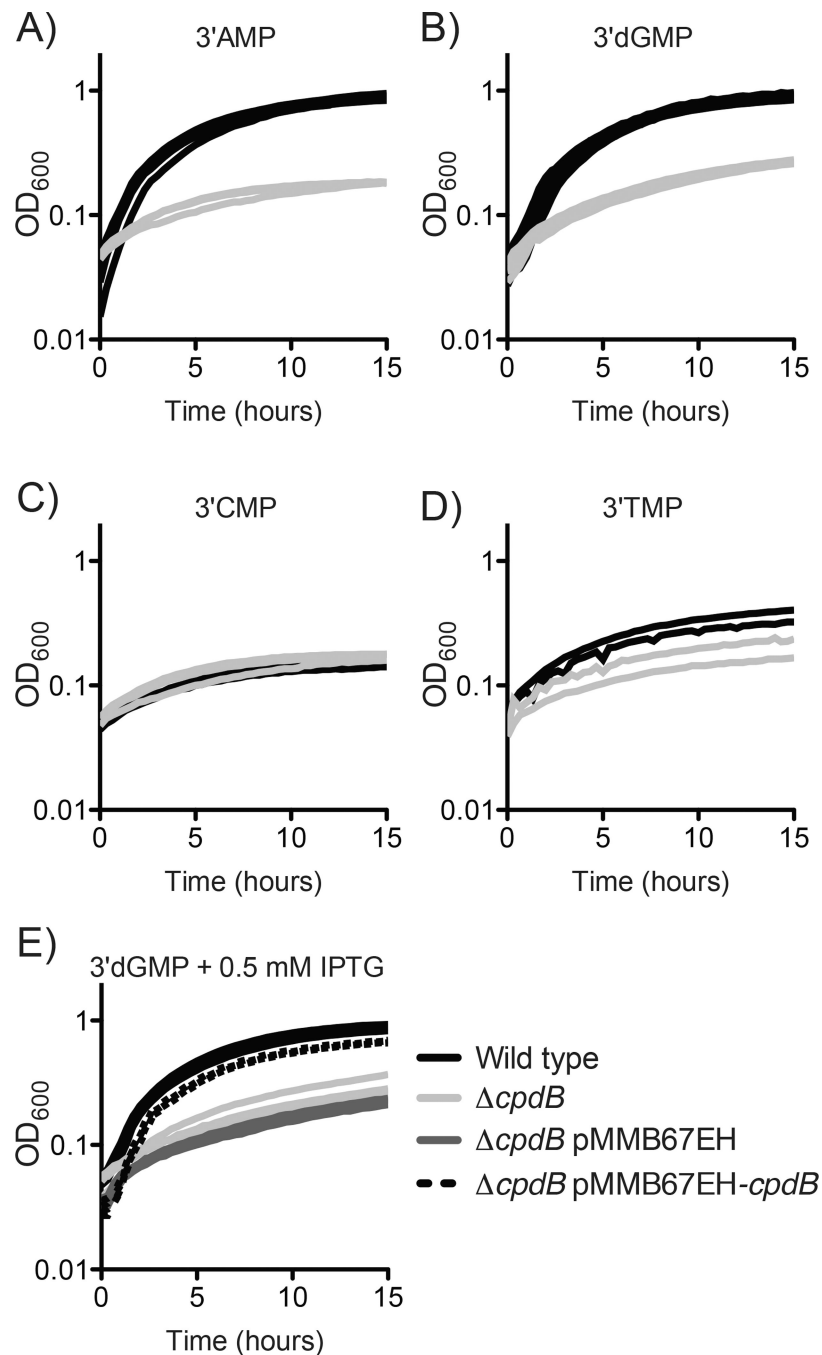 A)
3'AMP
OD600
1
0.1
0.01
0 5 10 15
Time (hours)
B)
3'dGMP
OD600
1
0.1
0.01
0 5 10 15
Time (hours)
C)
3'CMP
OD600
1
0.1
0.01
0 5 10 15
Time (hours)
D)
3'TMP
OD600
1
0.1
0.01
0 5 10 15
Time (hours)
E)
3'dGMP + 0.5 mM IPTG
OD600
1
0.1
0.01
0 5 10 15
Time (hours)
Wild type
ΔcpdB
ΔcpdB pMMB67EH
ΔcpdB pMMB67EH-cpdB